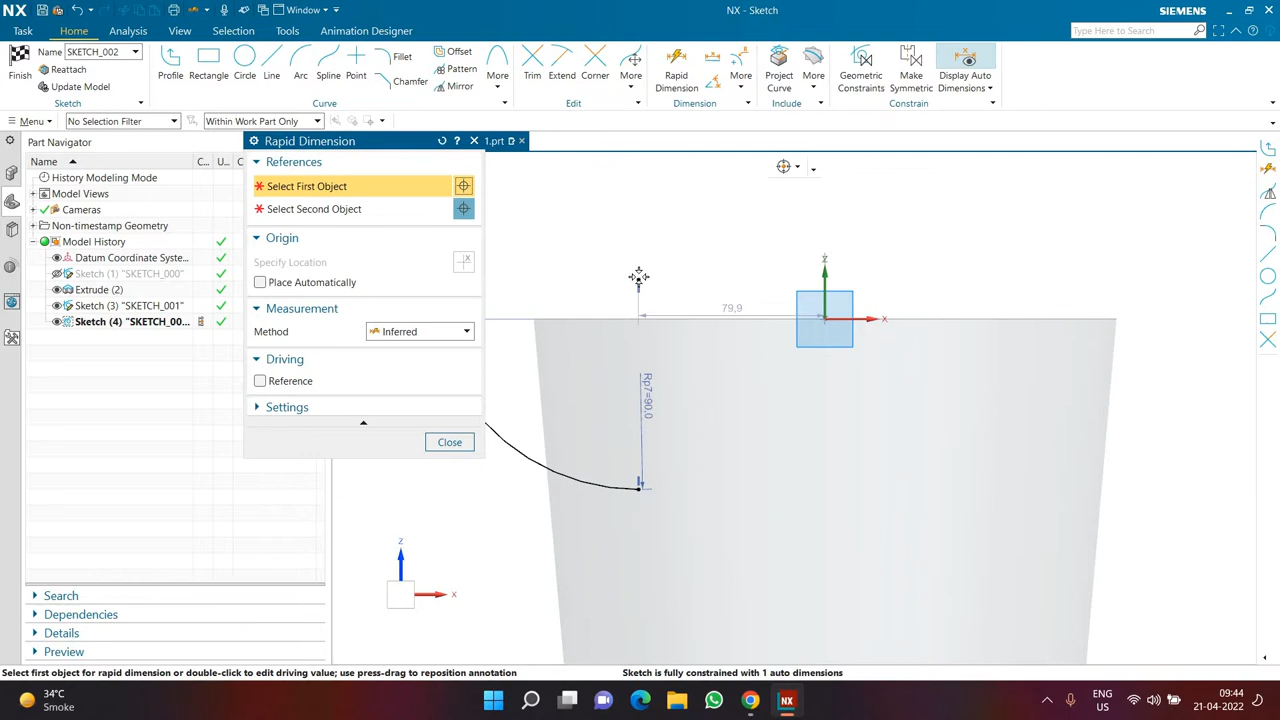 NX
Window
NX - Sketch
SIEMENS
Task
Home
Analysis
View
Selection
Tools
Animation Designer
Type Here to Search
Finish
Name SKETCH_002
Reattach
Update Model
Sketch
Profile
Rectangle
Circle
Line
Arc
Spline
Point
Fillet
Chamfer
Offset
Pattern
Mirror
More
Curve
Trim
Extend
Corner
More
Edit
Rapid Dimension
More
Dimension
Project Curve
More
Include
Geometric Constraints
Make Symmetric
Display Auto Dimensions
Constrain
Menu
No Selection Filter
Within Work Part Only
Part Navigator
Rapid Dimension
1.prt
Name
C...
U...
C
History Modeling Mode
Model Views
Cameras
Non-timestamp Geometry
Model History
Datum Coordinate Syste...
Sketch (1) "SKETCH_000"
Extrude (2)
Sketch (3) "SKETCH_001"
Sketch (4) "SKETCH_00...
References
Select First Object
Select Second Object
Origin
Specify Location
Place Automatically
Measurement
Method
Inferred
Driving
Reference
Settings
Close
Z
79,9
X
Rp7=90,0
Z
X
Search
Dependencies
Details
Preview
Select first object for rapid dimension or double-click to edit driving value; use press-drag to reposition annotation
Sketch is fully constrained with 1 auto dimensions
34°C
Smoke
NX
ENG
US
09:44
21-04-2022